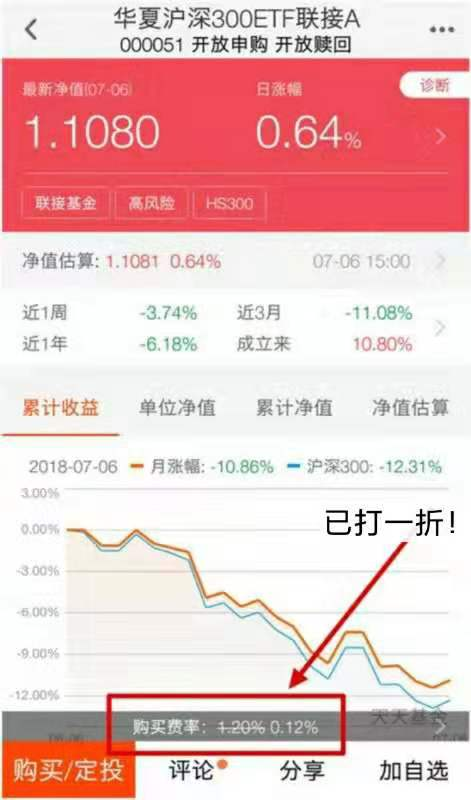 华夏沪深300ETF联接A
000051 开放申购 开放赎回
最新净值(07-06)
日涨幅
诊断
1.1080
0.64%
联接基金
高风险
HS300
净值估算: 1.1081 0.64%
07-06 15:00
近1周 -3.74% 近3月 -11.08%
近1年 -6.18% 成立来 10.80%
累计收益 单位净值 累计净值 净值估算
2018-07-06 月涨幅: -10.86% 沪深300: -12.31%
3.00%
0.00%
已打一折!
-3.00%
-6.00%
-9.00%
-12.00%
天天基金
购买费率: 1.20% 0.12%
购买/定投 评论 分享 加自选